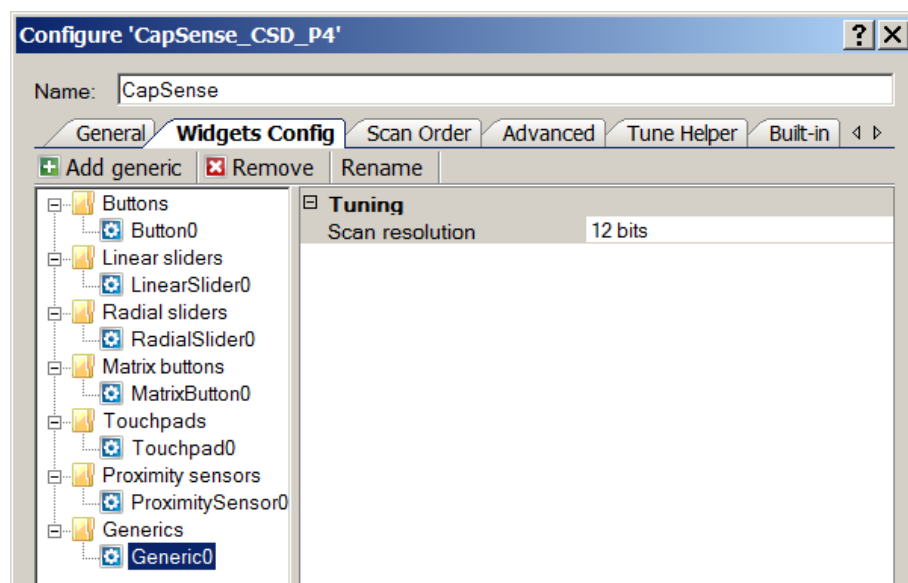 Configure 'CapSense_CSD_P4'
Name: CapSense
General Widgets Config Scan Order Advanced Tune Helper Built-in
Add generic Remove Rename
Buttons
Button0
Linear sliders
LinearSlider0
Radial sliders
RadialSlider0
Matrix buttons
MatrixButton0
Touchpads
Touchpad0
Proximity sensors
ProximitySensor0
Generics
Generic0
Tuning
Scan resolution 12 bits